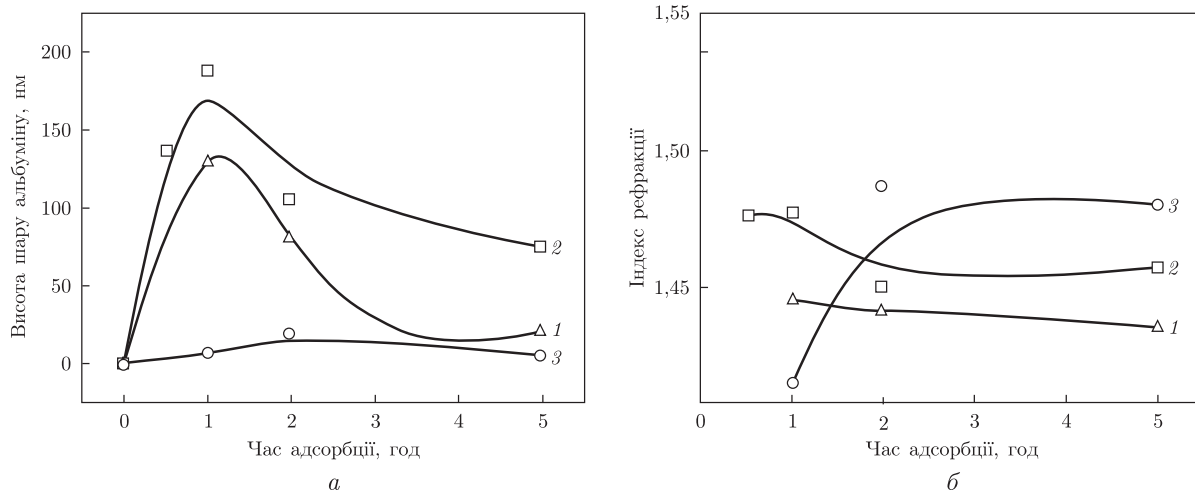 Висота шару альбуміну, нм
200
150
100
50
0
2
1
3
0 1 2 3 4 5
Час адсорбції, год
а
Індекс рефракції
1,55
1,50
1,45
3
2
1
0 1 2 3 4 5
Час адсорбції, год
б